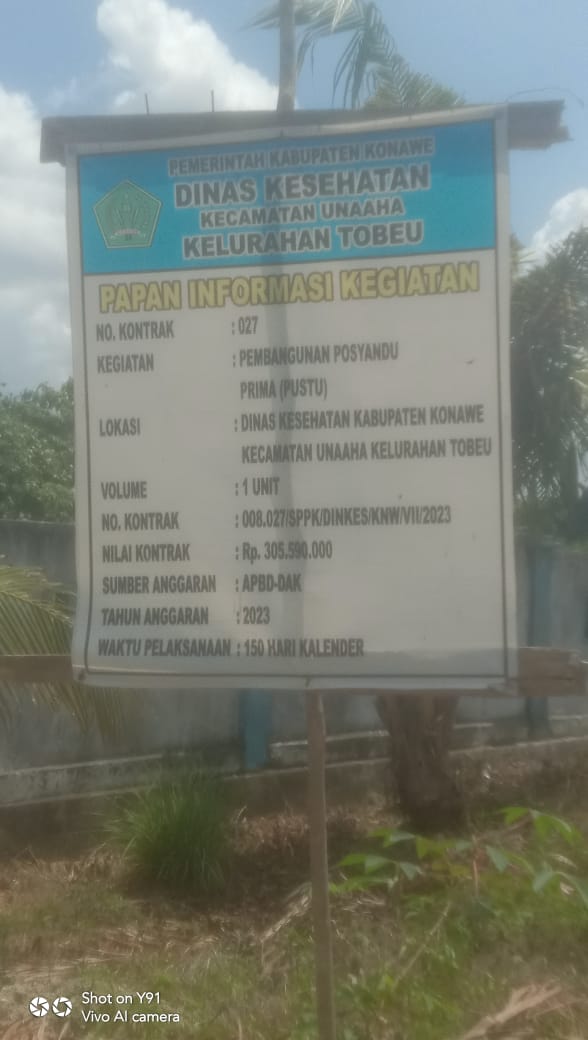 PEMERINTAH KABUPATEN KONAWE
DINAS KESEHATAN
KECAMATAN UNAAHA
KELURAHAN TOBEU
PAPAN INFORMASI KEGIATAN
NO. KONTRAK : 027
KEGIATAN : PEMBANGUNAN POSYANDU
PRIMA (PUSTU)
LOKASI : DINAS KESEHATAN KABUPATEN KONAWE
KECAMATAN UNAAHA KELURAHAN TOBEU
VOLUME : 1 UNIT
NO. KONTRAK : 008.027/SPPK/DINKES/KNW/VII/2023
NILAI KONTRAK : Rp. 305.590.000
SUMBER ANGGARAN : APBD-DAK
TAHUN ANGGARAN : 2023
WAKTU PELAKSANAAN : 150 HARI KALENDER
Shot on Y91
Vivo AI camera